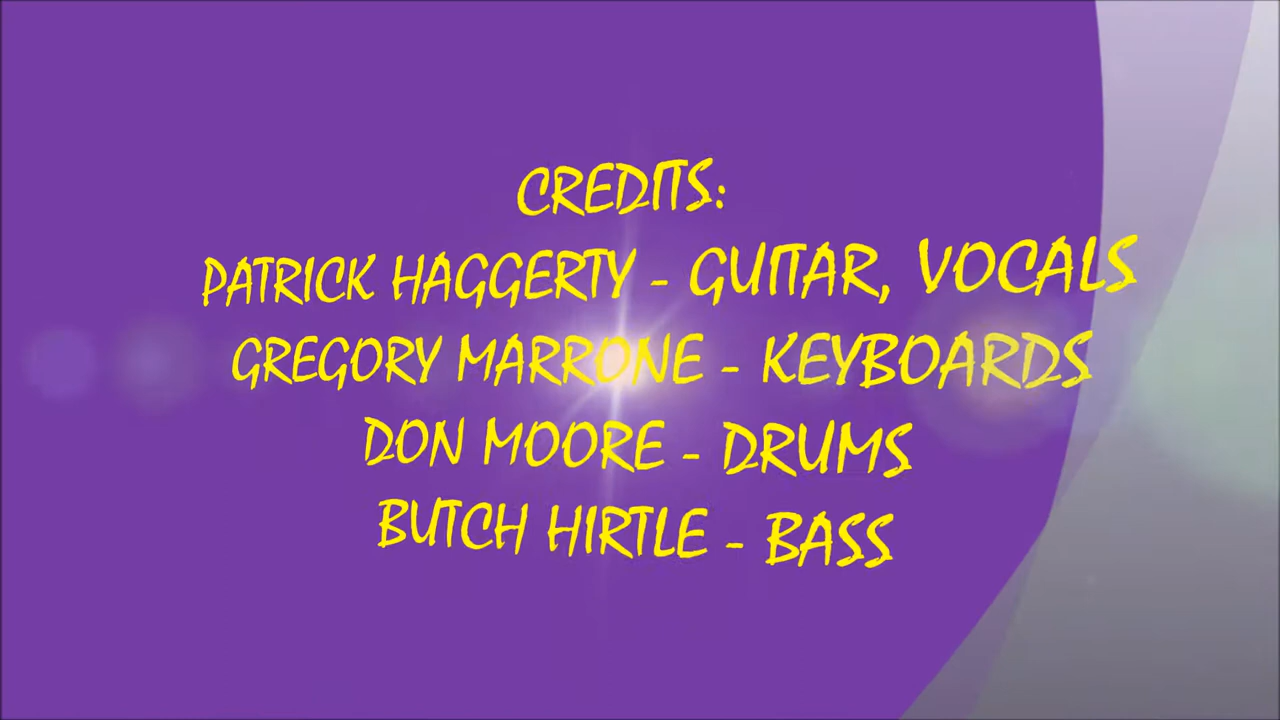 CREDITS:
PATRICK HAGGERTY - GUITAR, VOCALS
GREGORY MARRONE - KEYBOARDS
DON MOORE - DRUMS
BUTCH HIRTLE - BASS